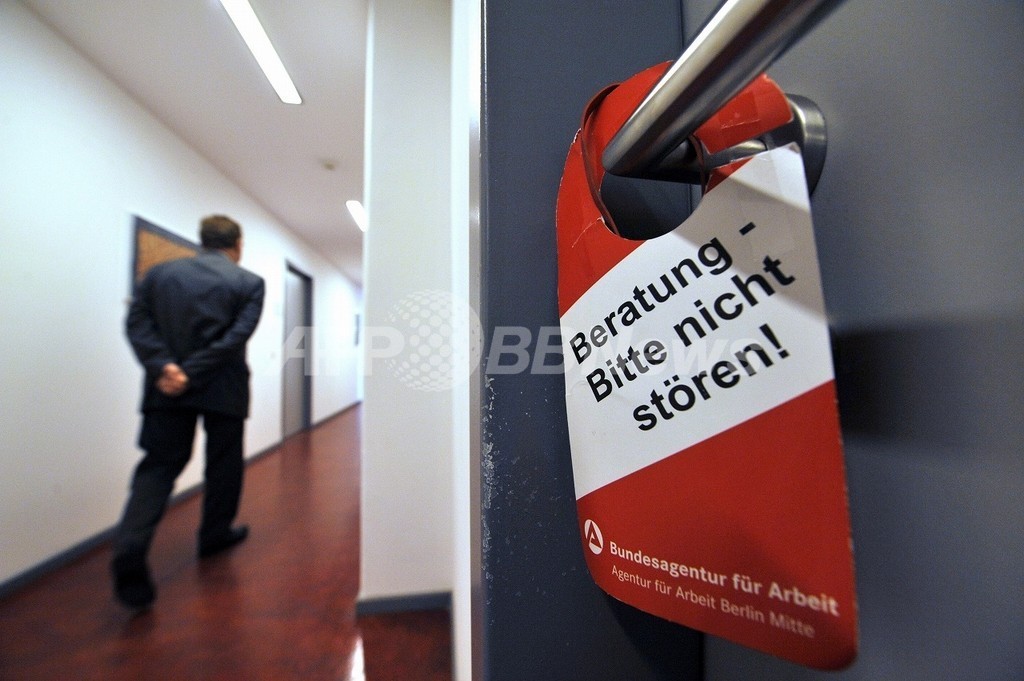 Beratung -
Bitte nicht
stören!
Bundesagentur für Arbeit
Agentur für Arbeit Berlin Mitte
AFP BBNews